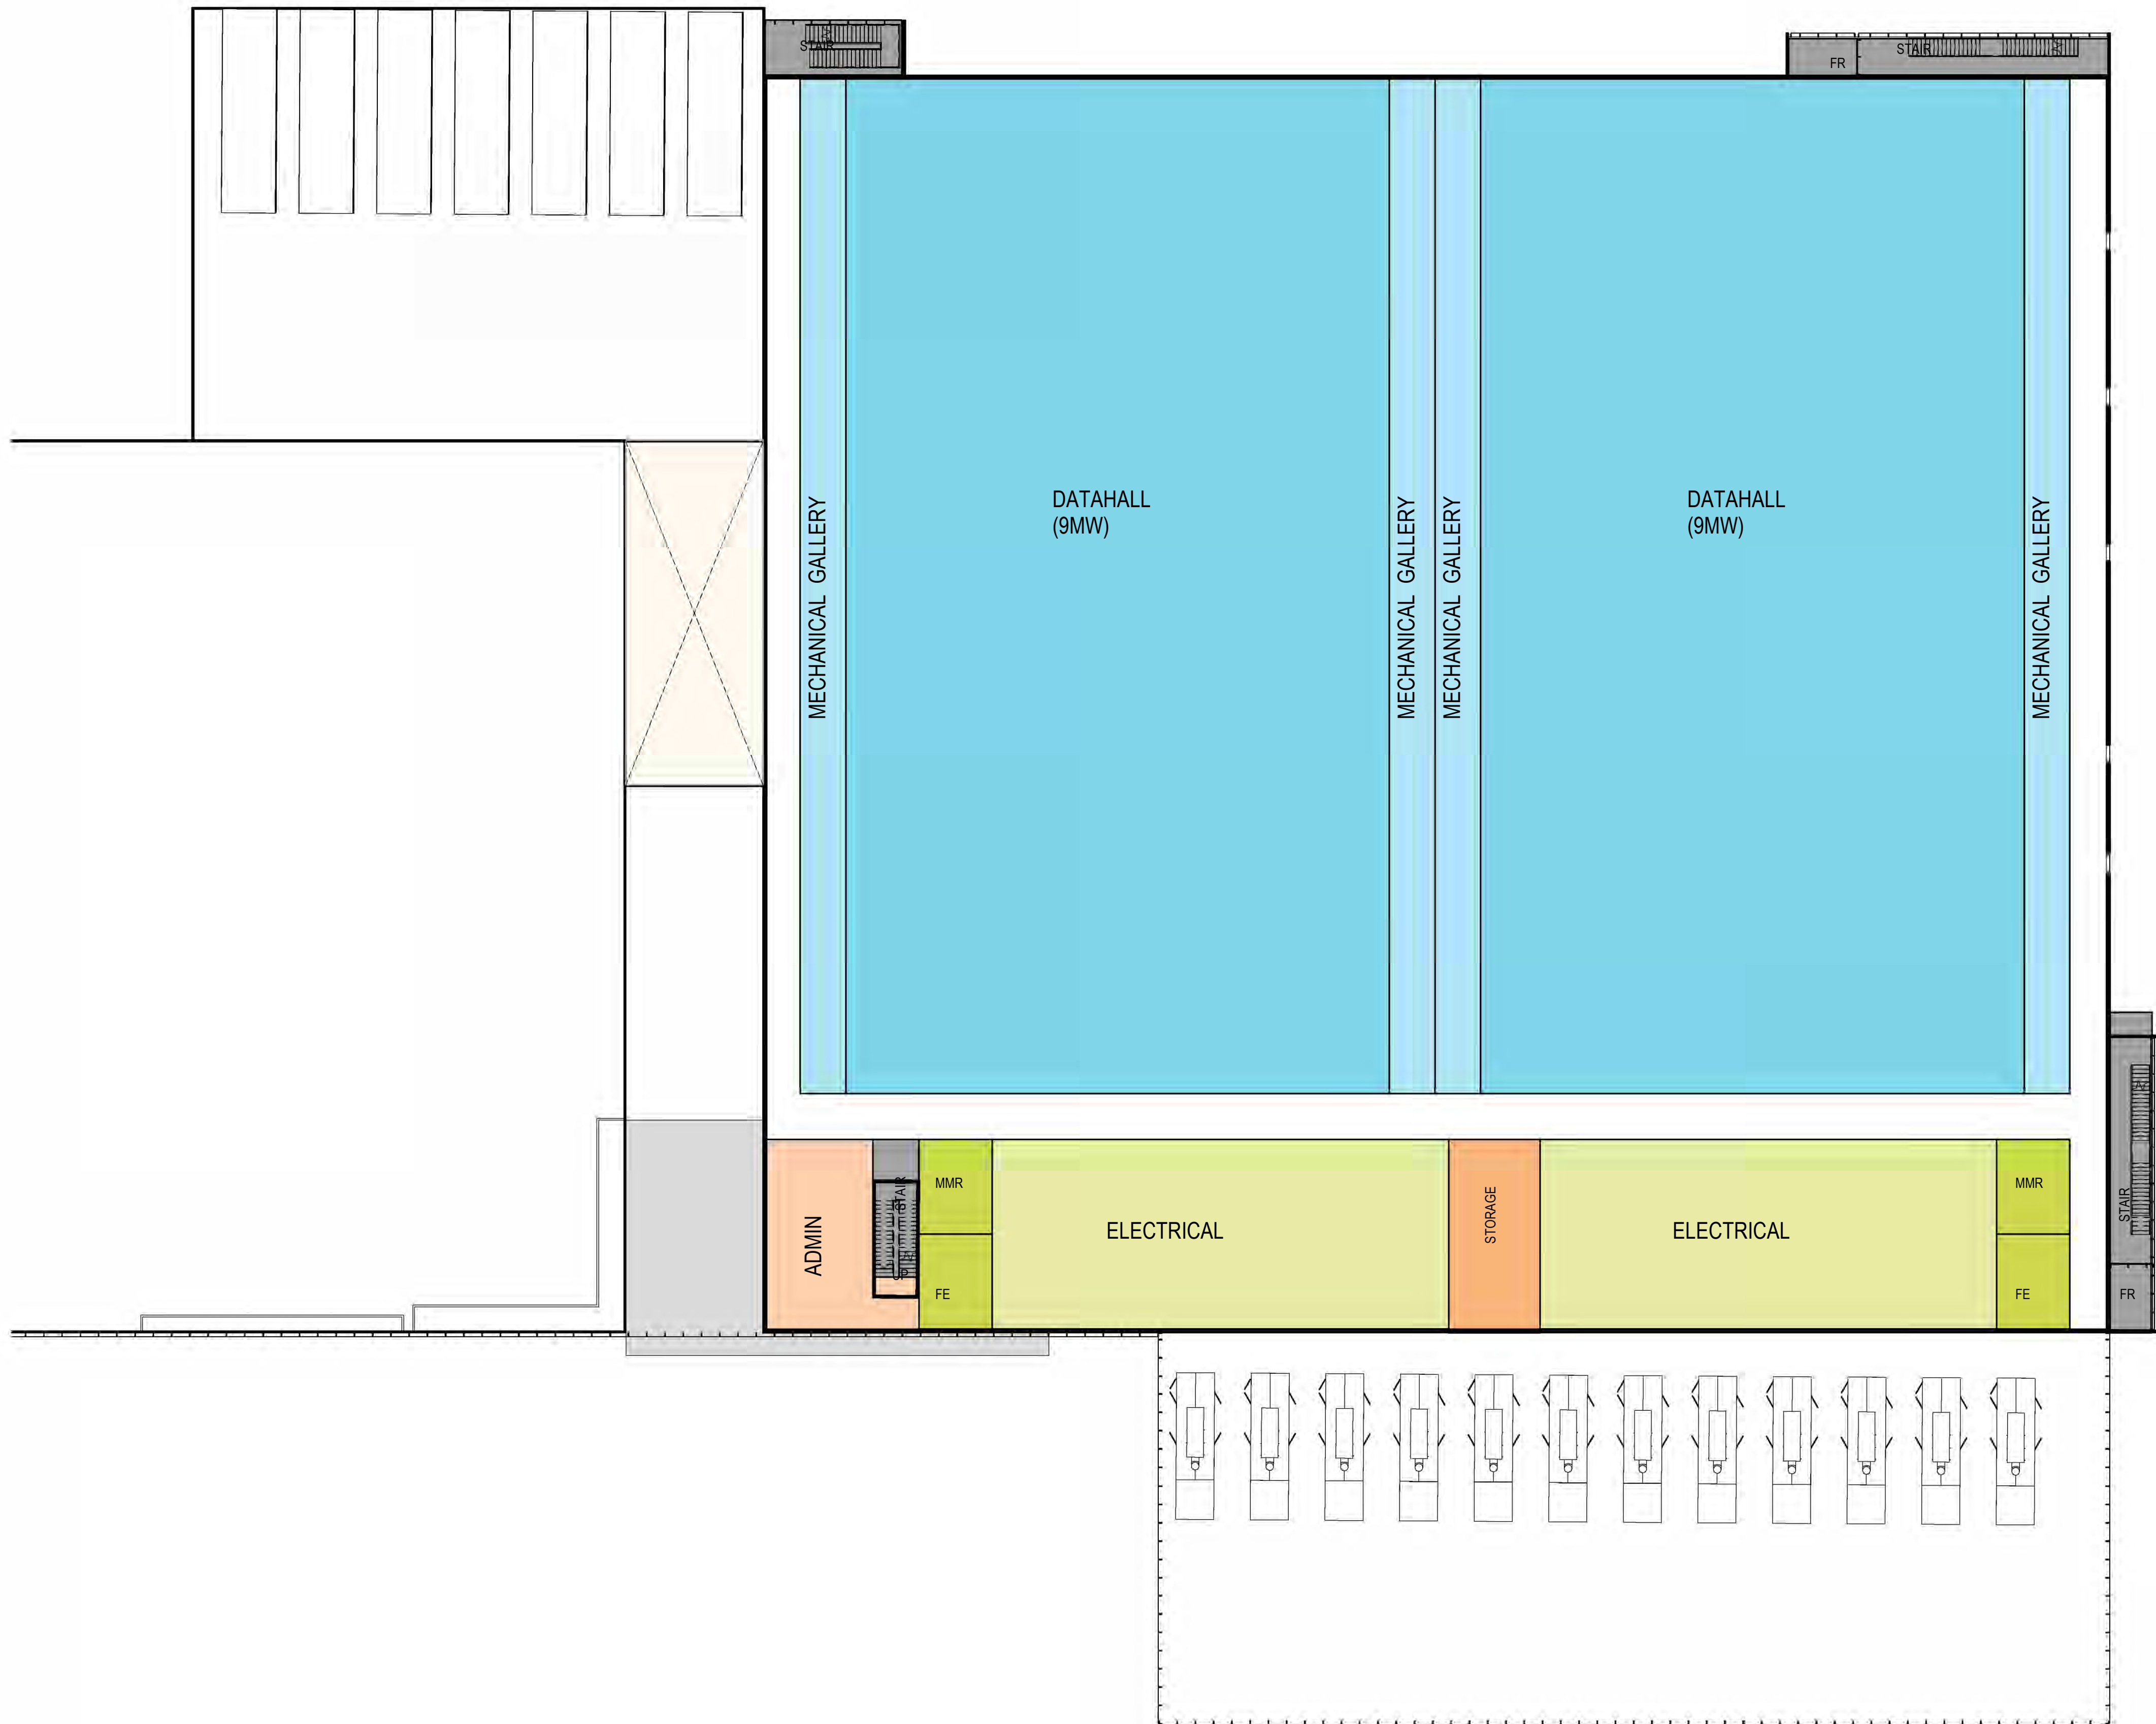 STAIR
STAIR
FR
DATAHALL
(9MW)
DATAHALL
(9MW)
MECHANICAL GALLERY
MECHANICAL GALLERY
MECHANICAL GALLERY
MECHANICAL GALLERY
STAIR
MMR
MMR
ADMIN
ELECTRICAL
STORAGE
ELECTRICAL
STAIR
FE
FE
FR